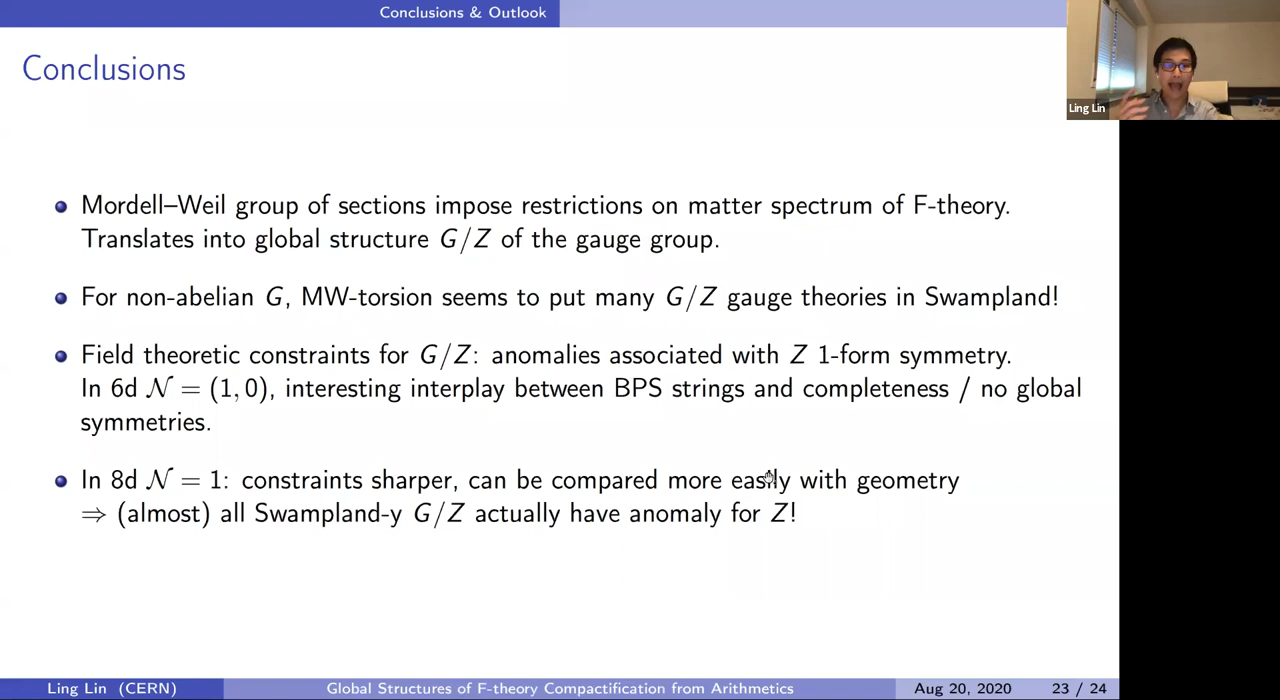 Conclusions & Outlook
Conclusions
Ling Lin
Mordell–Weil group of sections impose restrictions on matter spectrum of F-theory.
Translates into global structure G/Z of the gauge group.
For non-abelian G, MW-torsion seems to put many G/Z gauge theories in Swampland!
Field theoretic constraints for G/Z: anomalies associated with Z 1-form symmetry.
In 6d 𝒩 = (1, 0), interesting interplay between BPS strings and completeness / no global
symmetries.
In 8d 𝒩 = 1: constraints sharper, can be compared more easily with geometry
⇒ (almost) all Swampland-y G/Z actually have anomaly for Z!
Ling Lin (CERN) Global Structures of F-theory Compactification from Arithmetics Aug 20, 2020 23 / 24